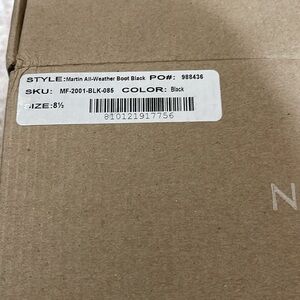 STYLE: Martin All-Weather Boot Black PO#: 988436
SKU: MF-2001-BLK-085 COLOR: Black
SIZE: 8½
810121917756
N